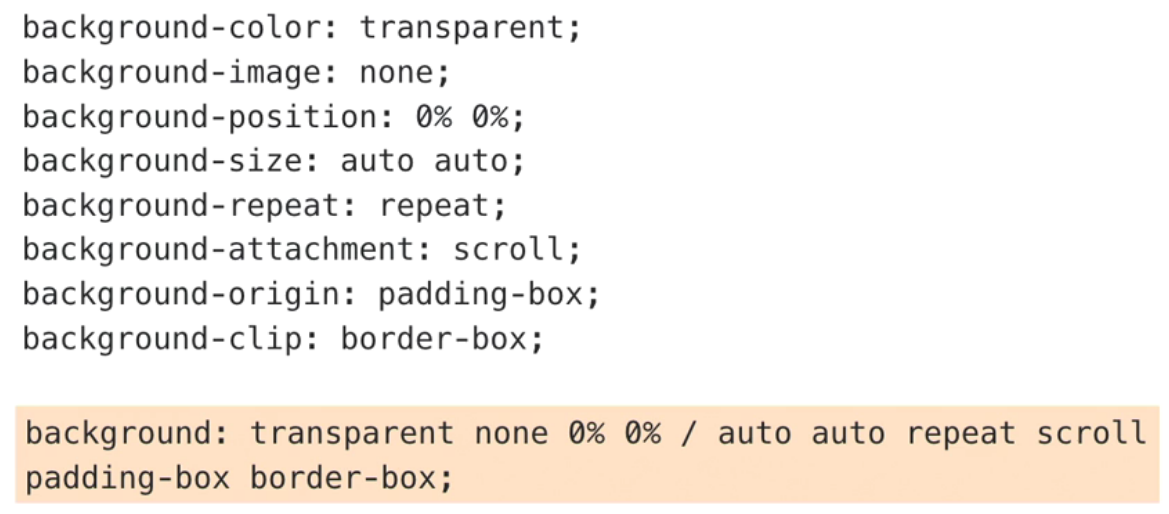 background-color: transparent;
background-image: none;
background-position: 0% 0%;
background-size: auto auto;
background-repeat: repeat;
background-attachment: scroll;
background-origin: padding-box;
background-clip: border-box;
background: transparent none 0% 0% / auto auto repeat scroll
padding-box border-box;